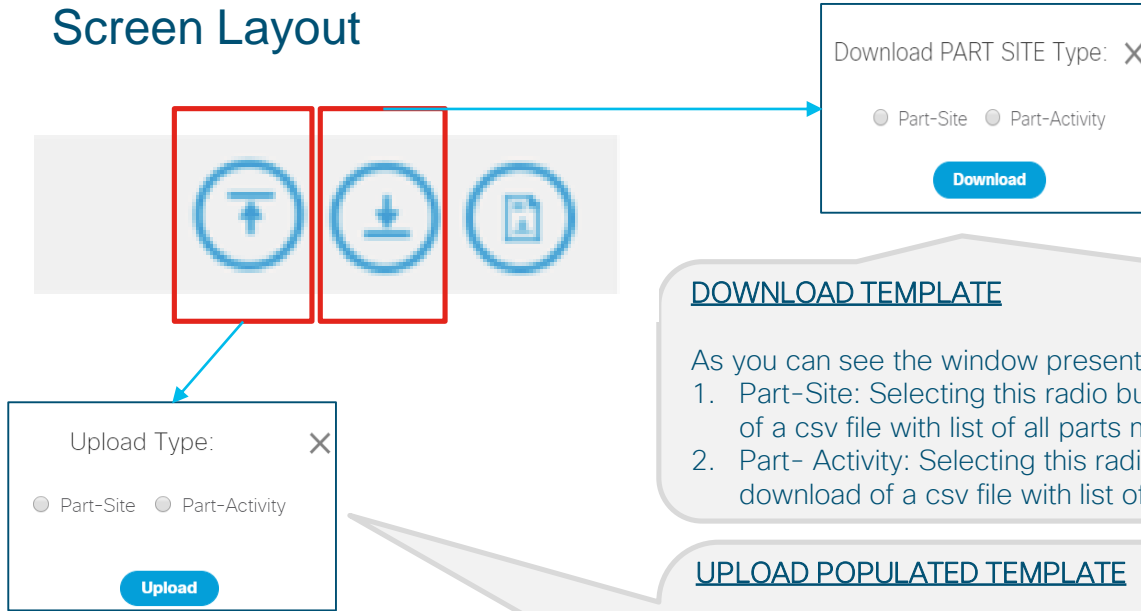 Screen Layout
Download PART SITE Type:
Part-Site Part-Activity
Download
DOWNLOAD TEMPLATE
As you can see the window present
1. Part-Site: Selecting this radio bu
of a csv file with list of all parts
2. Part- Activity: Selecting this radi
download of a csv file with list of
Upload Type:
Part-Site Part-Activity
Upload
UPLOAD POPULATED TEMPLATE